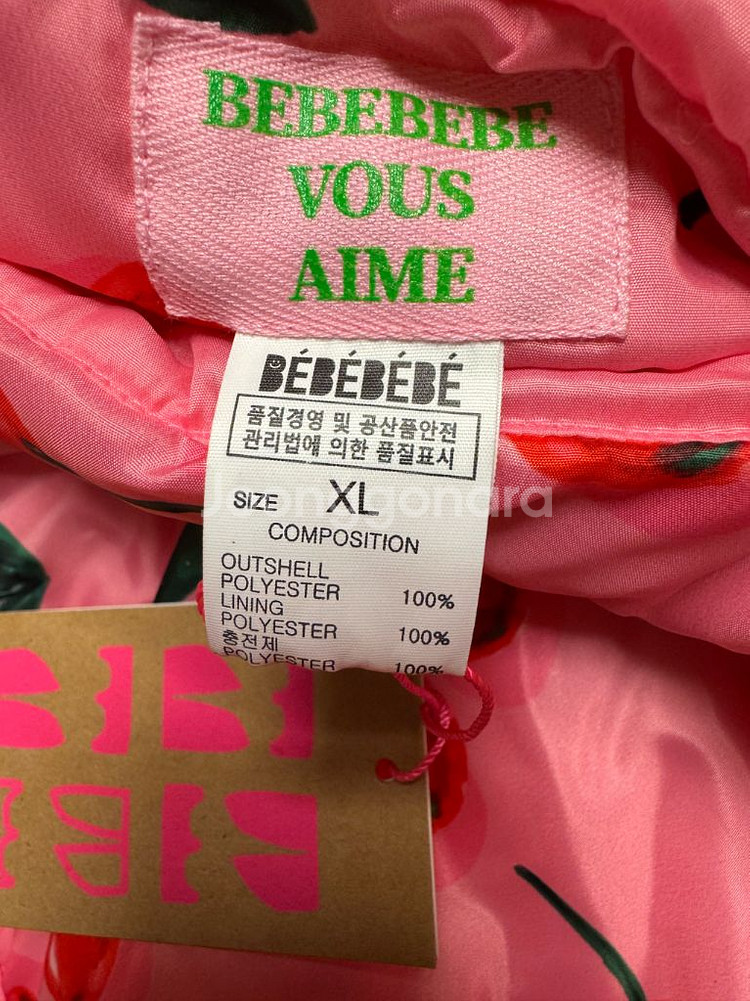 BEBEBEBE
VOUS
AIME
BÉBÉBÉBÉ
품질경영 및 공산품안전
관리법에 의한 품질표시
Joonggonara
SIZE XL
COMPOSITION
OUTSHELL
POLYESTER 100%
LINING
POLYESTER 100%
충전제
POLYESTER 100%